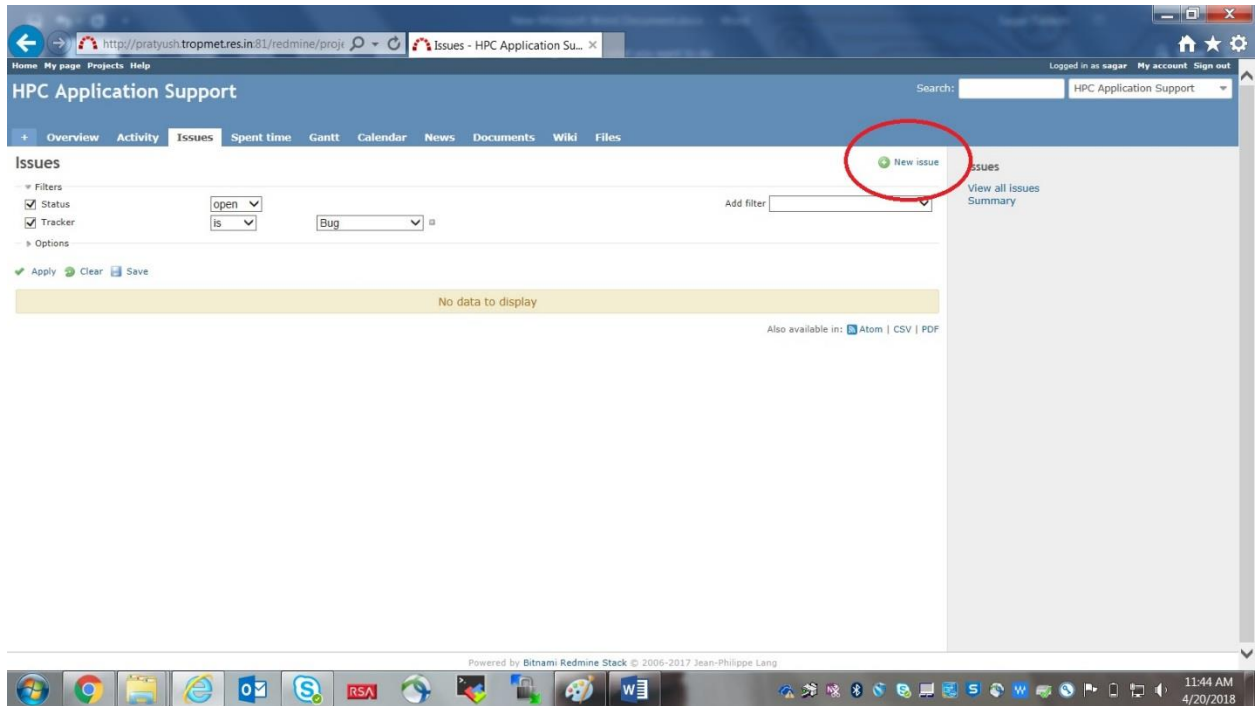 http://pratyush.tropmet.res.in:81/redmine/proje
Issues - HPC Application Su...
Home My page Projects Help
Logged in as sagar My account Sign out
HPC Application Support
Search:
HPC Application Support
+ Overview Activity Issues Spent time Gantt Calendar News Documents Wiki Files
Issues
New issue
Filters
Status open
Add filter
Tracker is Bug
Options
Apply Clear Save
No data to display
Also available in: Atom | CSV | PDF
ssues
View all issues
Summary
Powered by Bitnami Redmine Stack © 2006-2017 Jean-Philippe Lang
RSA
11:44 AM
4/20/2018